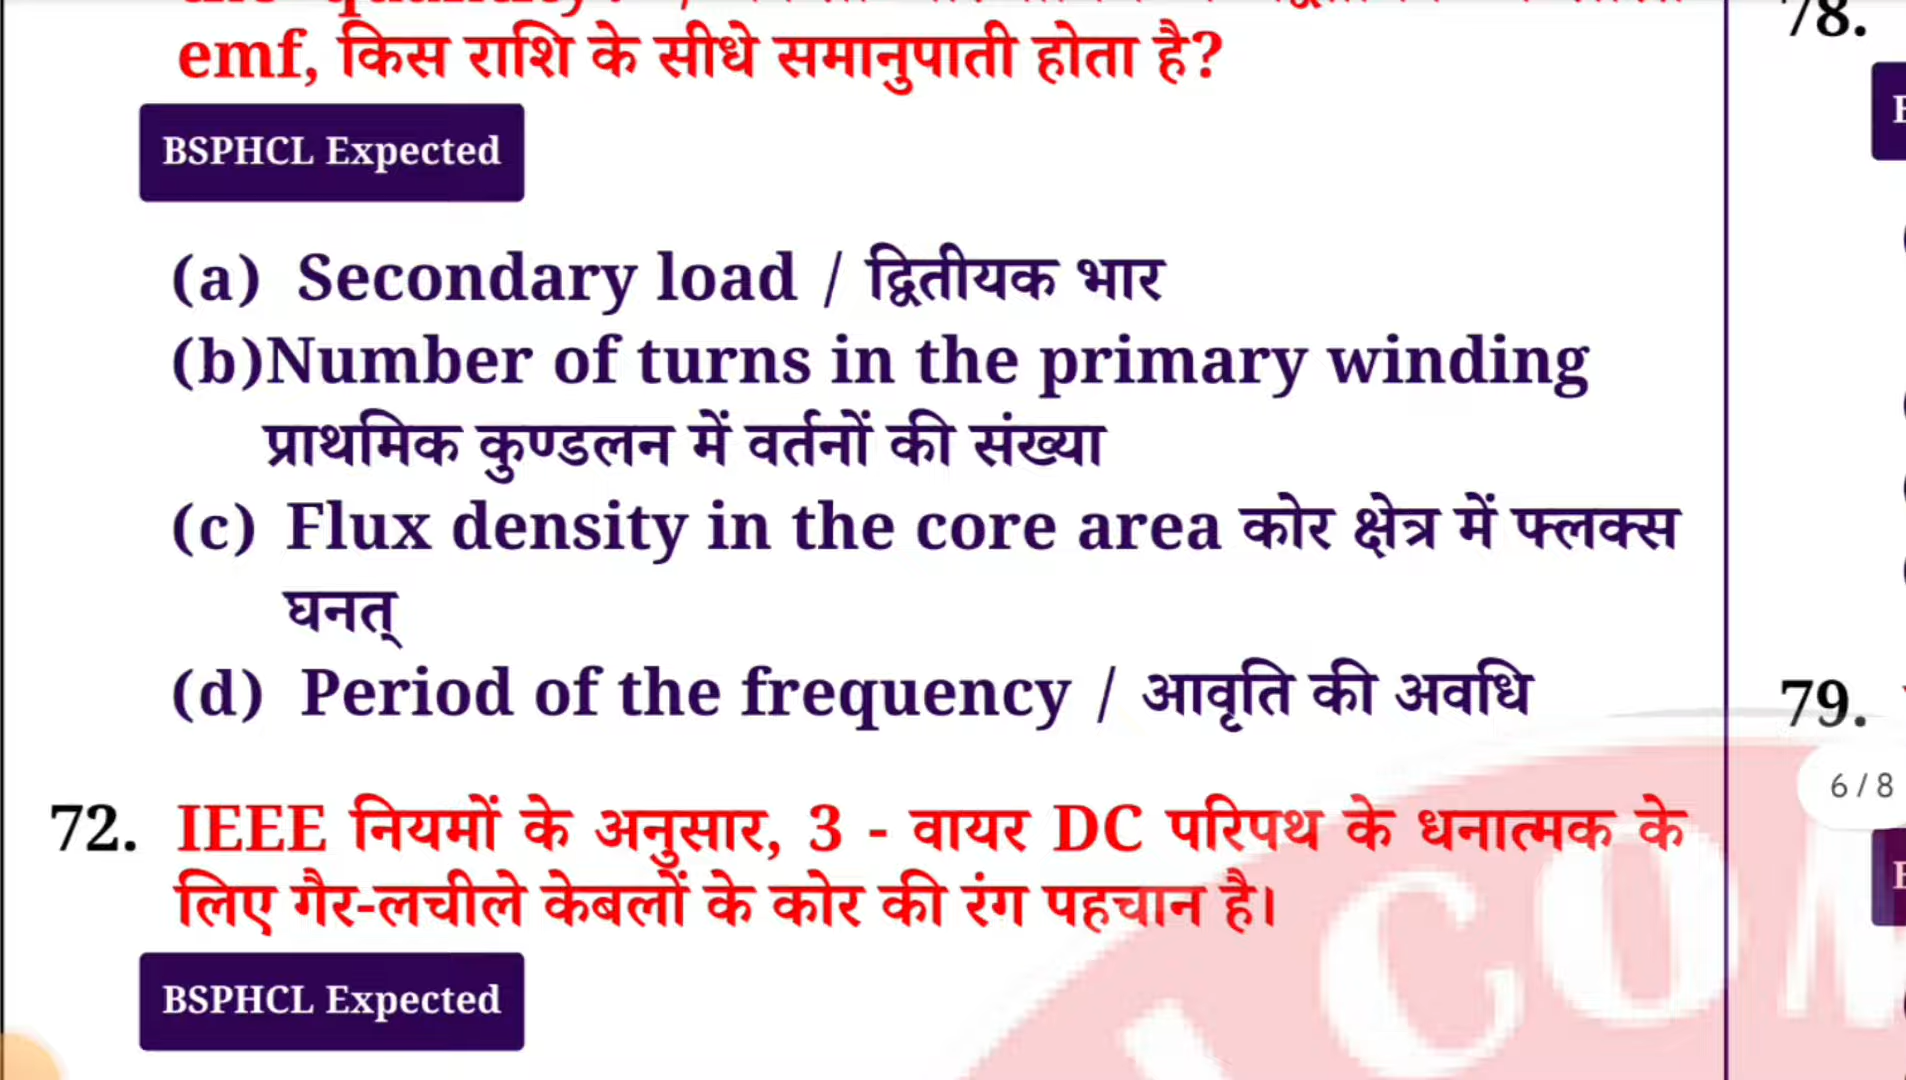 emf, किस राशि के सीधे समानुपाती होता है?
BSPHCL Expected
(a) Secondary load / द्वितीयक भार
(b)Number of turns in the primary winding
प्राथमिक कुण्डलन में वर्तनों की संख्या
(c) Flux density in the core area कोर क्षेत्र में फ्लक्स
घनत्
(d) Period of the frequency / आवृति की अवधि
72. IEEE नियमों के अनुसार, 3 - वायर DC परिपथ के धनात्मक के
लिए गैर-लचीले केबलों के कोर की रंग पहचान है।
BSPHCL Expected
78.
79.
6 / 8
COM